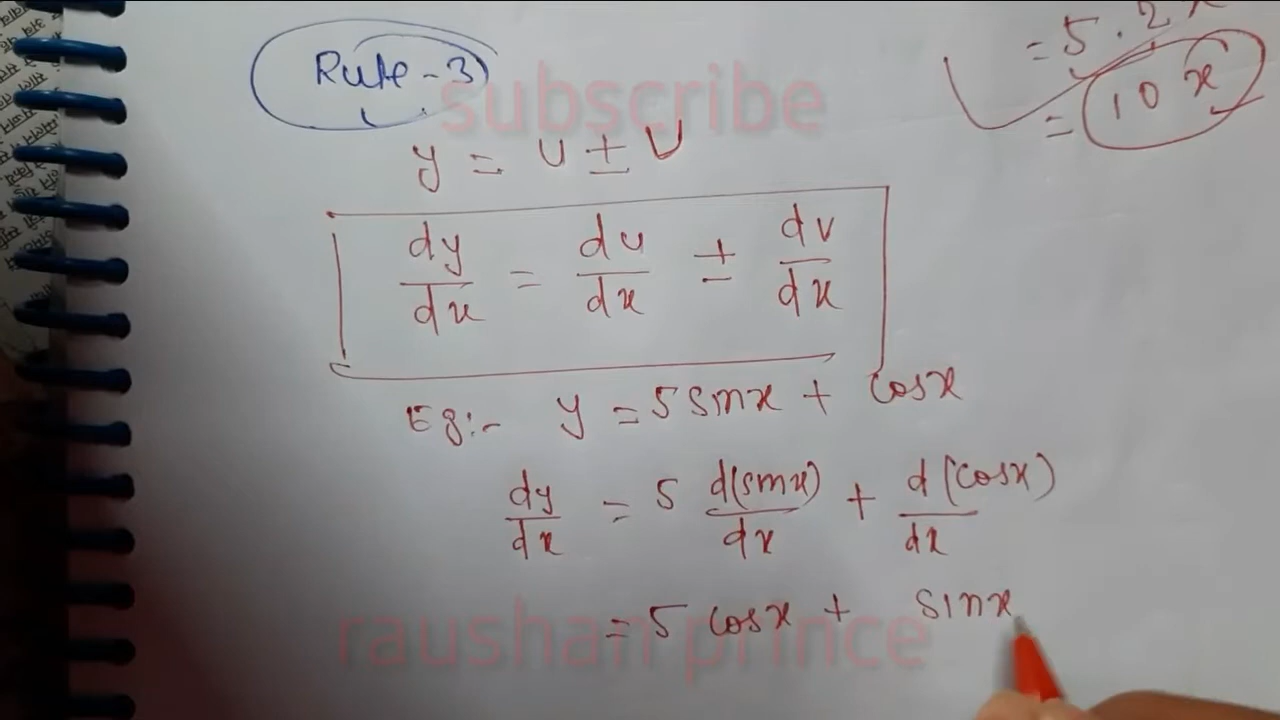 = 5 . 2x
= 10 x
Rule - 3
subscribe
y = u ± v
dy/dx = du/dx ± dv/dx
Eg:- y = 5 sinx + cosx
dy/dx = 5 d(sinx)/dx + d(cosx)/dx
= 5 cosx + sinx
raushan prince